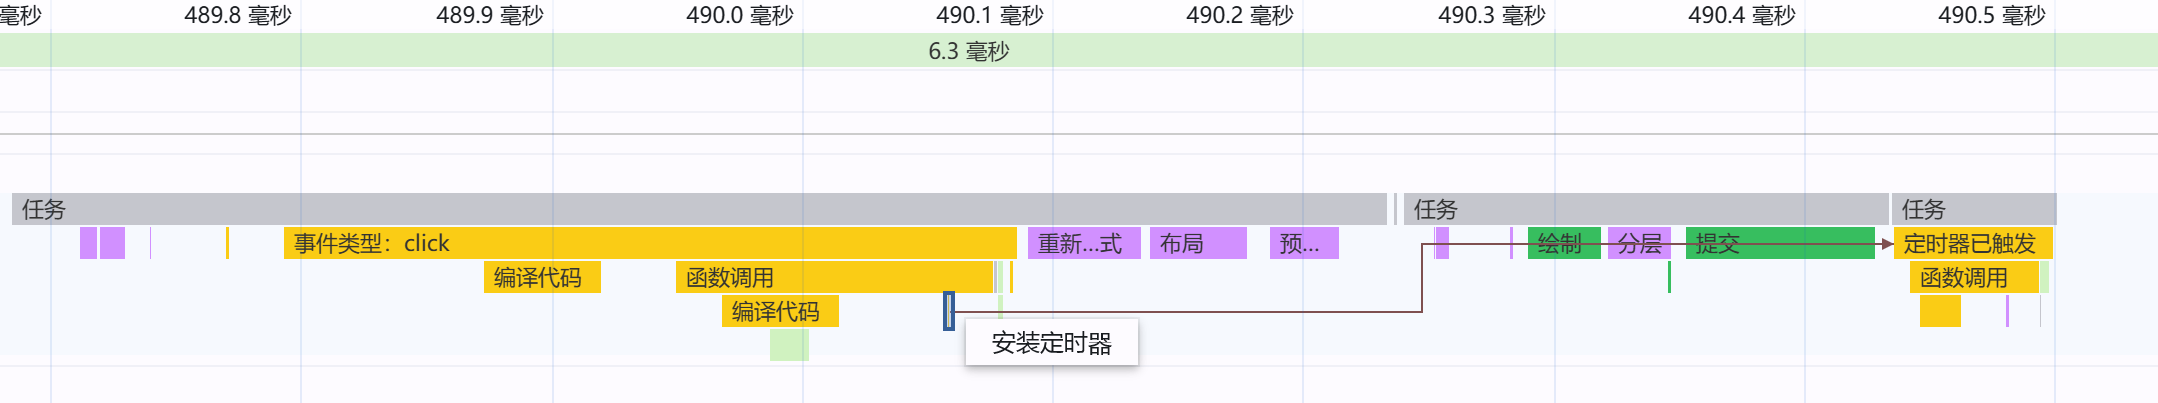 毫秒 489.8 毫秒 489.9 毫秒 490.0 毫秒 490.1 毫秒 490.2 毫秒 490.3 毫秒 490.4 毫秒 490.5 毫秒
6.3 毫秒
任务 任务 任务
事件类型：click 重新…式 布局 预… 绘制 分层 提交 定时器已触发
编译代码 函数调用 函数调用
编译代码
安装定时器